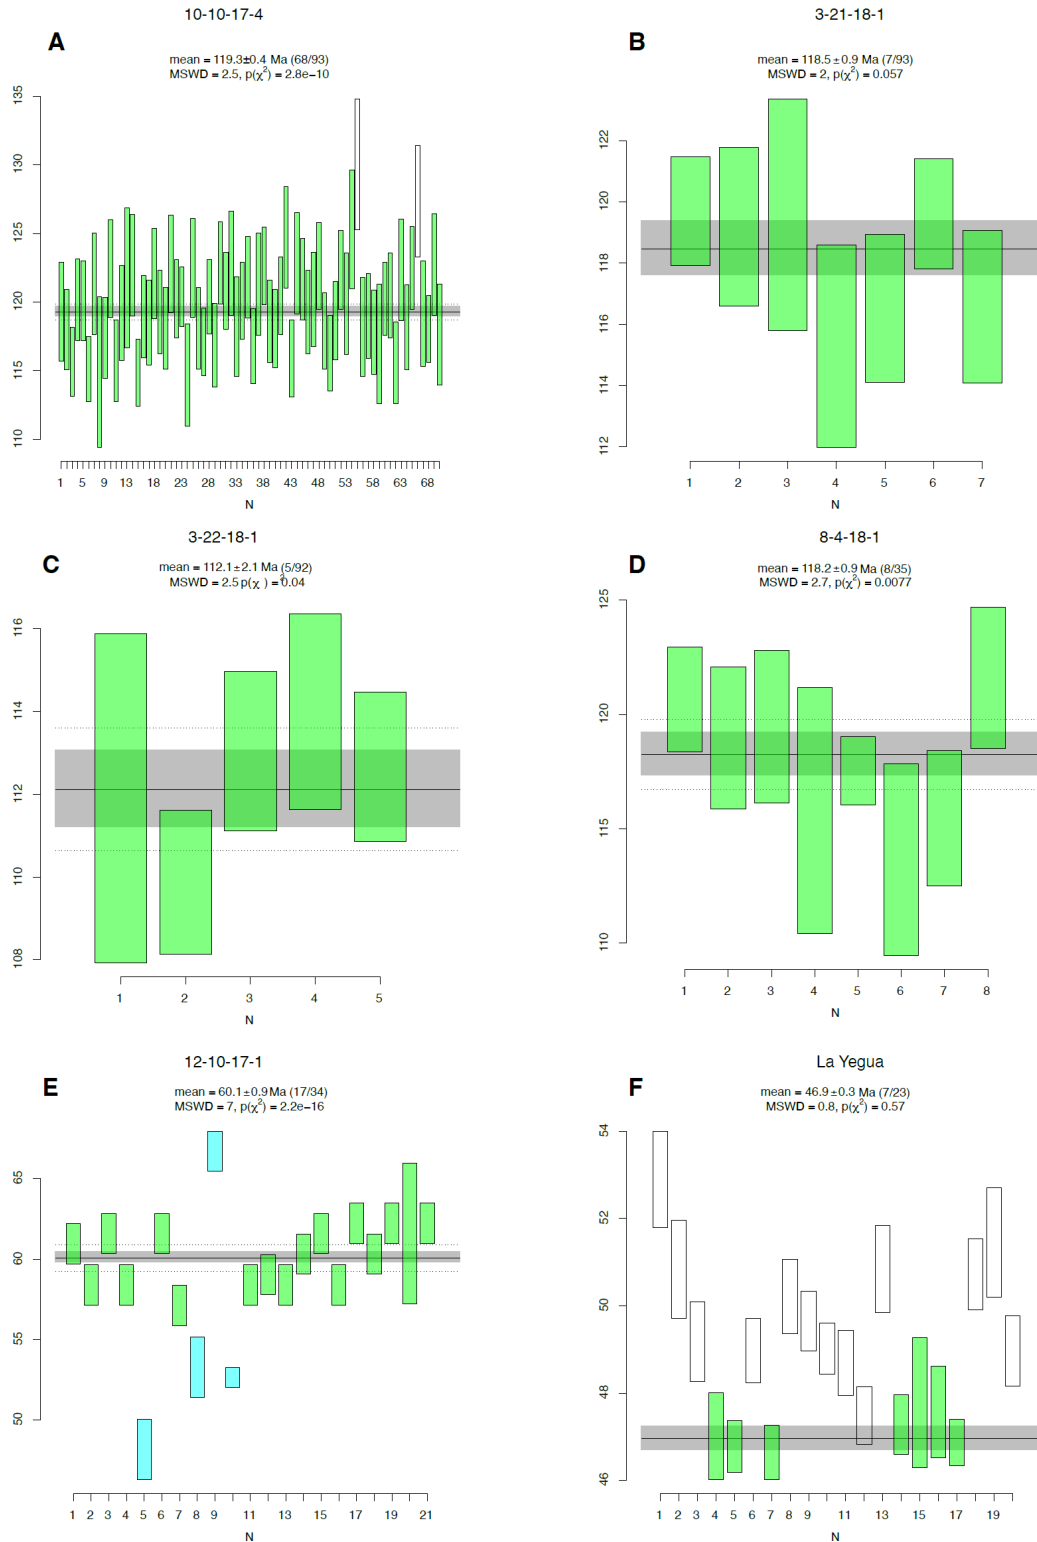 10-10-17-4
A
mean = 119.3±0.4 Ma (68/93)
MSWD = 2.5, p(χ²) = 2.8e−10
135
130
125
120
115
110
1 5 9 13 18 23 28 33 38 43 48 53 58 63 68
N
3-21-18-1
B
mean = 118.5±0.9 Ma (7/93)
MSWD = 2, p(χ²) = 0.057
122
120
118
116
114
112
1 2 3 4 5 6 7
N
3-22-18-1
C
mean = 112.1±2.1 Ma (5/92)
MSWD = 2.5 p(χ²) = 0.04
116
114
112
110
108
1 2 3 4 5
N
8-4-18-1
D
mean = 118.2±0.9 Ma (8/35)
MSWD = 2.7, p(χ²) = 0.0077
125
120
115
110
1 2 3 4 5 6 7 8
N
12-10-17-1
E
mean = 60.1±0.9 Ma (17/34)
MSWD = 7, p(χ²) = 2.2e−16
65
60
55
50
1 2 3 4 5 6 7 8 9 11 13 15 17 19 21
N
La Yegua
F
mean = 46.9±0.3 Ma (7/23)
MSWD = 0.8, p(χ²) = 0.57
54
52
50
48
46
1 2 3 4 5 6 7 8 9 10 11 13 15 17 19
N